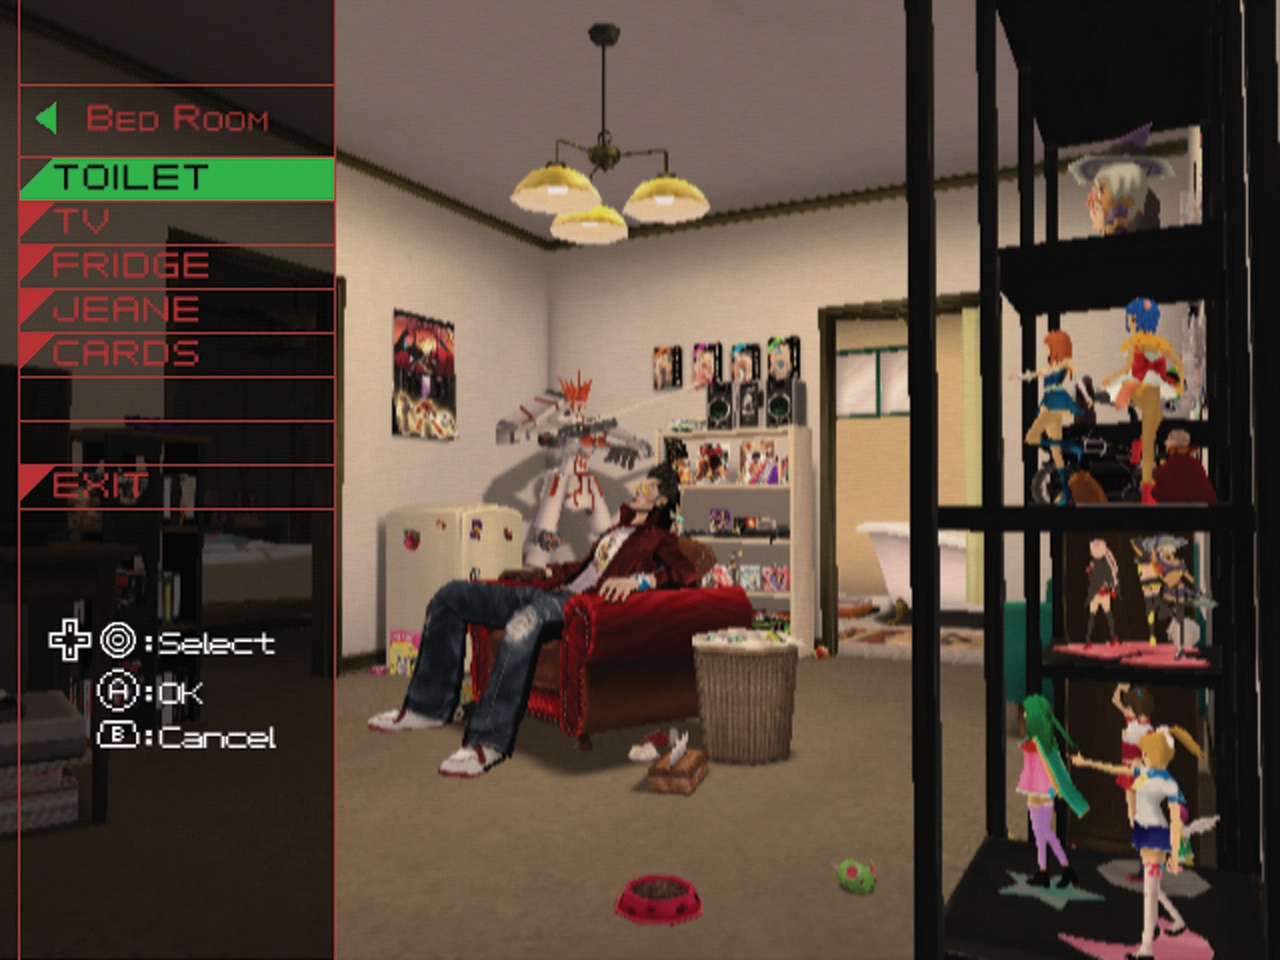 BED ROOM
TOILET
TV
FRIDGE
JEANE
CARDS
EXIT
:Select
A:OK
B:Cancel